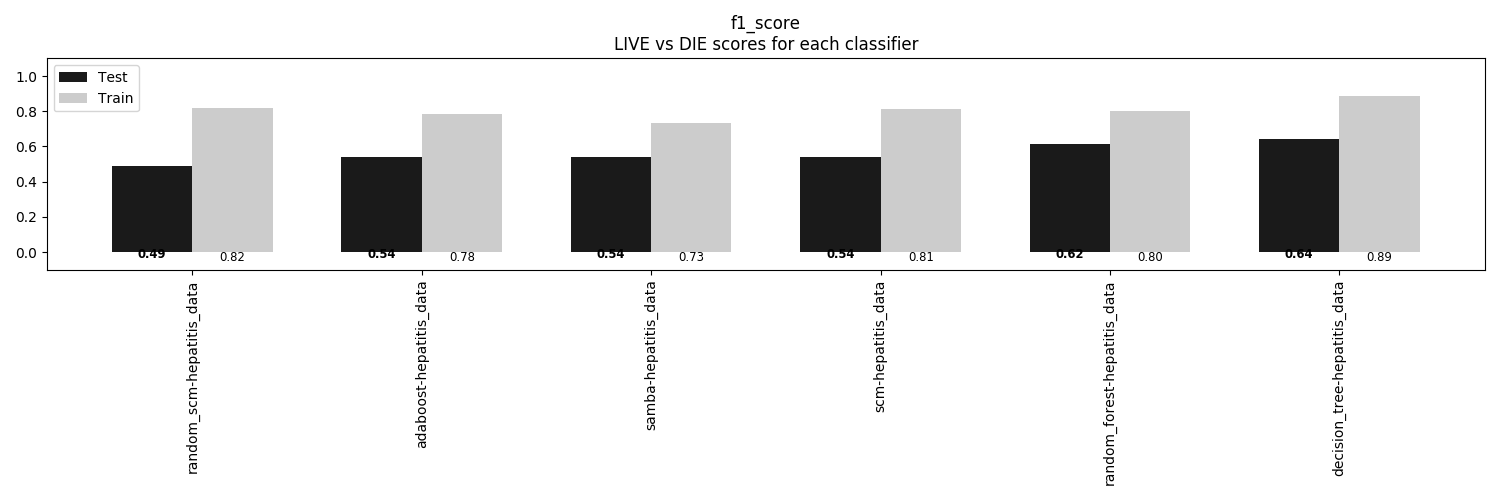 f1_score
LIVE vs DIE scores for each classifier
Test
Train
1.0
0.8
0.6
0.4
0.2
0.0
0.49 0.82 0.54 0.78 0.54 0.73 0.54 0.81 0.62 0.80 0.64 0.89
random_scm-hepatitis_data
adaboost-hepatitis_data
samba-hepatitis_data
scm-hepatitis_data
random_forest-hepatitis_data
decision_tree-hepatitis_data